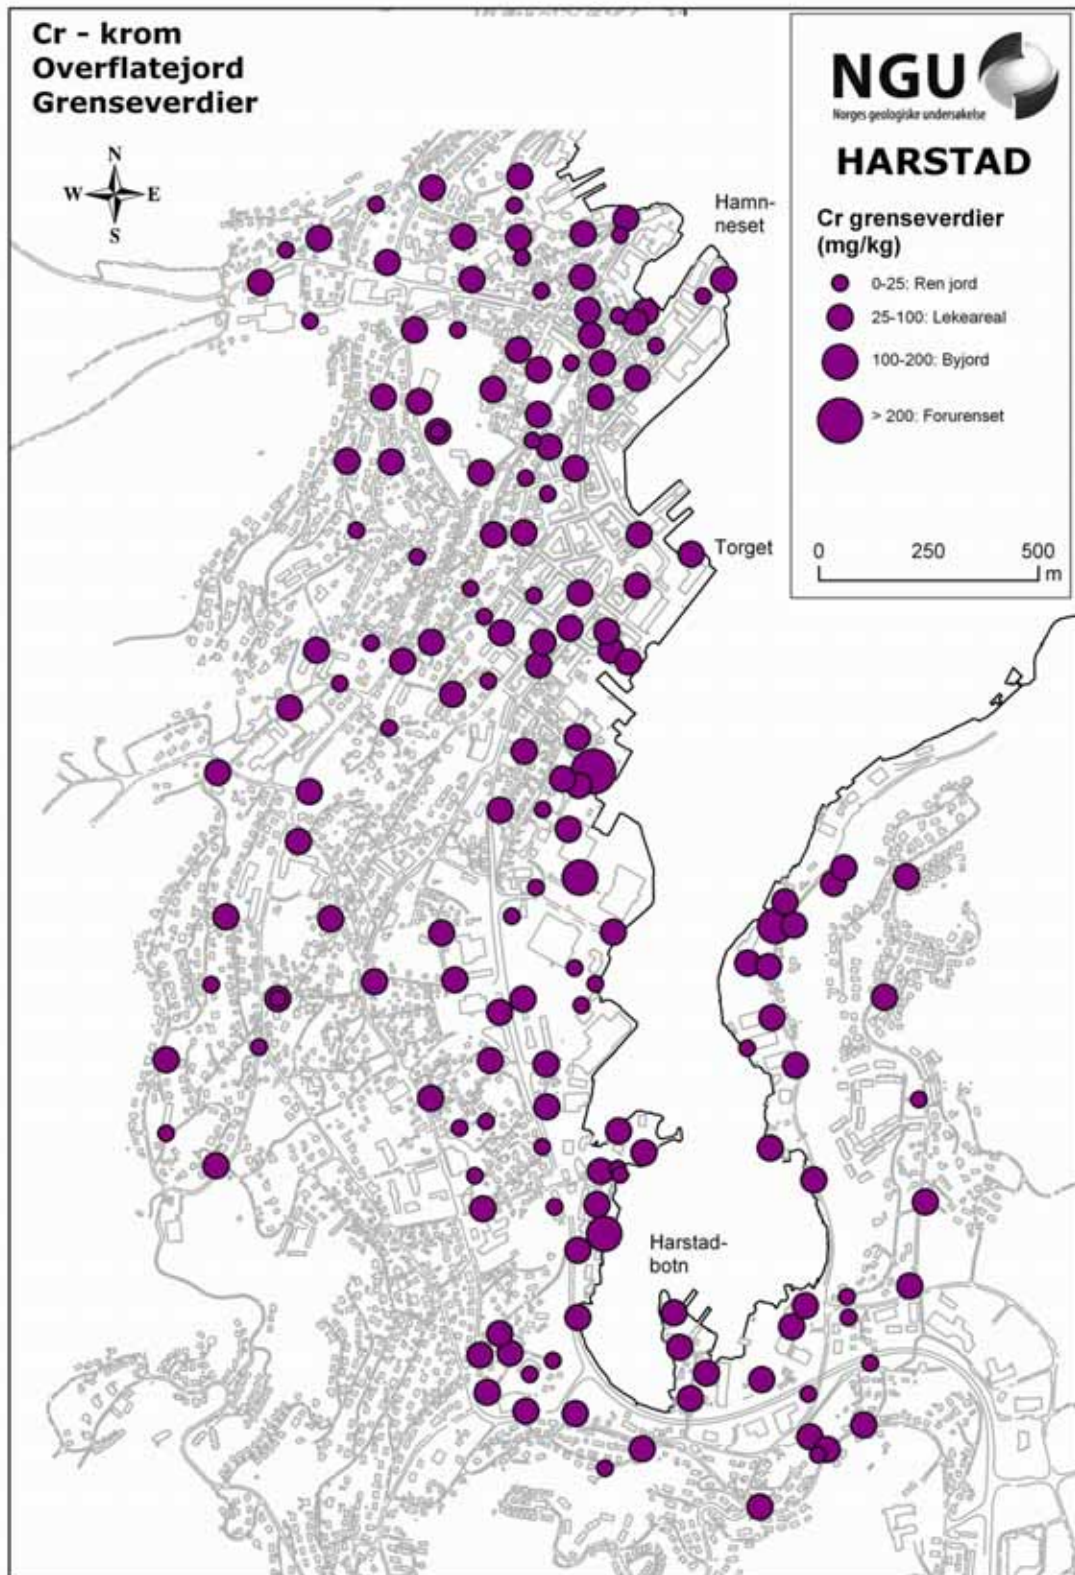 Cr - krom
Overflatejord
Grenseverdier
N
W
E
S
NGU
Norges geologiske undersøkelse
HARSTAD
Cr grenseverdier
(mg/kg)
0-25: Ren jord
25-100: Lekeareal
100-200: Byjord
> 200: Forurenset
0
250
500
m
Hamn-
neset
Torget
Harstad-
botn